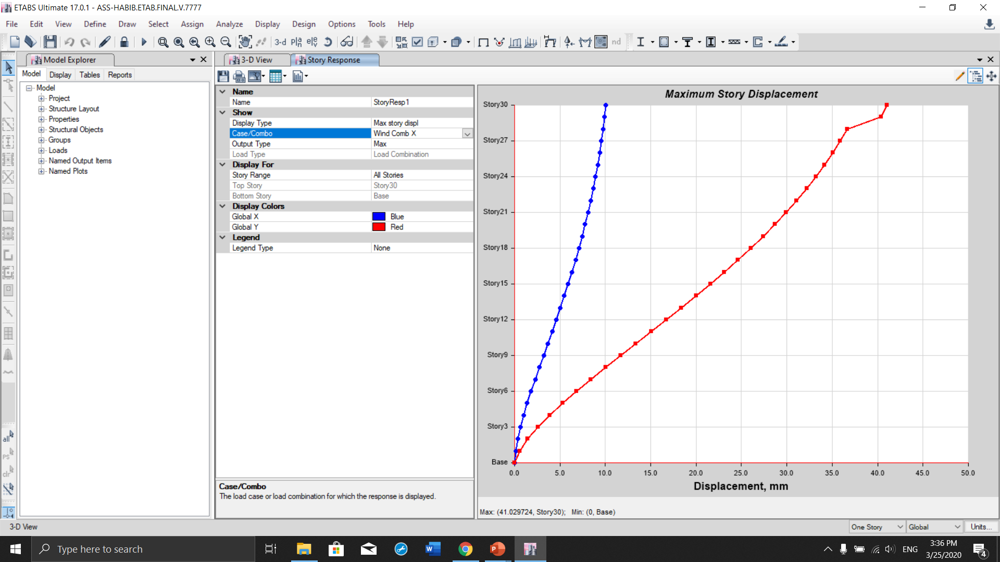 ETABS Ultimate 17.0.1 - ASS-HABIB.ETAB.FINAL.V.7777
File Edit View Define Draw Select Assign Analyze Display Design Options Tools Help
3-d pla ele nd
Model Explorer
3-D View Story Response
Model Display Tables Reports
Model
Project
Structure Layout
Properties
Structural Objects
Groups
Loads
Named Output Items
Named Plots
Name
Name StoryResp1
Show
Display Type Max story displ
Case/Combo Wind Comb X
Output Type Max
Load Type Load Combination
Display For
Story Range All Stories
Top Story Story30
Bottom Story Base
Display Colors
Global X Blue
Global Y Red
Legend
Legend Type None
Case/Combo
The load case or load combination for which the response is displayed.
Maximum Story Displacement
Story30
Story27
Story24
Story21
Story18
Story15
Story12
Story9
Story6
Story3
Base
0.0 5.0 10.0 15.0 20.0 25.0 30.0 35.0 40.0 45.0 50.0
Displacement, mm
Max: (41.029724, Story30); Min: (0, Base)
all
ps
clr
3-D View
One Story Global Units...
Type here to search
ENG
3:36 PM
3/25/2020
4